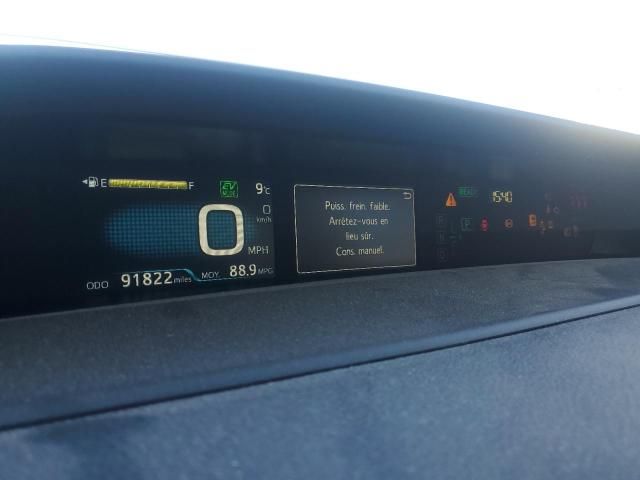 E F
EV
MODE
9°C
0
km/h
0 MPH
ODO 91822 miles
MOY. 88.9 MPG
Puiss. frein. faible.
Arrêtez-vous en
lieu sûr.
Cons. manuel.
READY
15:40
R
N
P